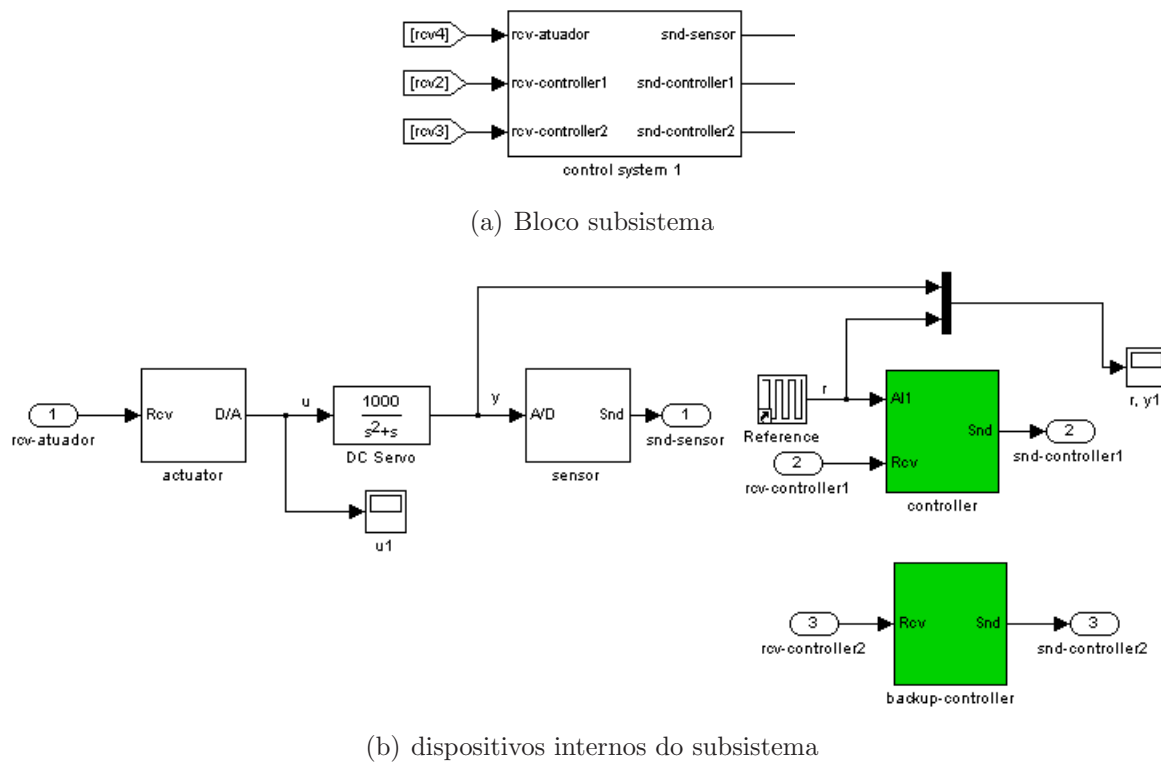 [rcv4]
rcv-atuador
snd-sensor
[rcv2]
rcv-controller1
snd-controller1
[rcv3]
rcv-controller2
snd-controller2
control system 1
(a) Bloco subsistema
1
rcv-atuador
Rcv
D/A
actuator
u
1000
s²+s
DC Servo
u1
y
A/D
Snd
sensor
1
snd-sensor
Reference
r
2
rcv-controller1
AI1
Rcv
Snd
controller
2
snd-controller1
r, y1
3
rcv-controller2
Rcv
Snd
backup-controller
3
snd-controller2
(b) dispositivos internos do subsistema